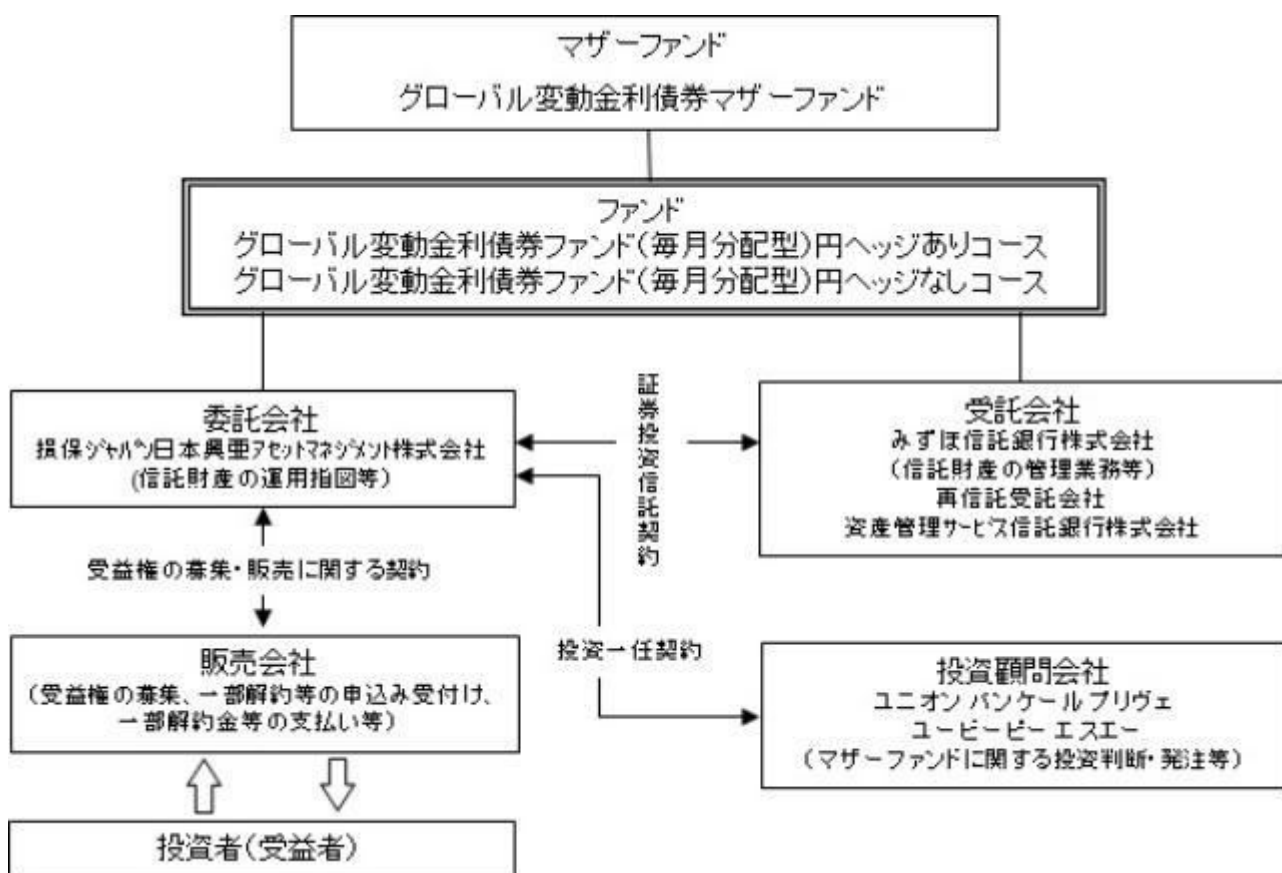 マザーファンド
グローバル変動金利債券マザーファンド
ファンド
グローバル変動金利債券ファンド(毎月分配型)円ヘッジありコース
グローバル変動金利債券ファンド(毎月分配型)円ヘッジなしコース
委託会社
損保ｼﾞｬﾊﾟﾝ日本興亜ｱｾｯﾄﾏﾈｼﾞﾒﾝﾄ株式会社
(信託財産の運用指図等)
証券投資信託契約
受託会社
みずほ信託銀行株式会社
(信託財産の管理業務等)
再信託受託会社
資産管理サービス信託銀行株式会社
受益権の募集・販売に関する契約
販売会社
(受益権の募集、一部解約等の申込み受付け、
一部解約金等の支払い等)
投資一任契約
投資顧問会社
ユニオン バンケール プリヴェ
ユービーピー エスエー
(マザーファンドに関する投資判断・発注等)
投資者(受益者)